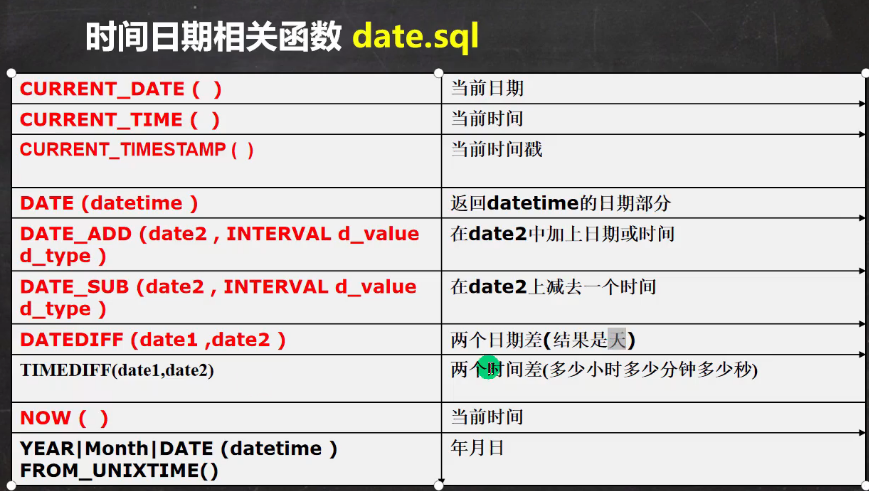 时间日期相关函数 date.sql
CURRENT_DATE ( )
当前日期
CURRENT_TIME ( )
当前时间
CURRENT_TIMESTAMP ( )
当前时间戳
DATE (datetime )
返回datetime的日期部分
DATE_ADD (date2 , INTERVAL d_value
d_type )
在date2中加上日期或时间
DATE_SUB (date2 , INTERVAL d_value
d_type )
在date2上减去一个时间
DATEDIFF (date1 ,date2 )
两个日期差(结果是天)
TIMEDIFF(date1,date2)
两个时间差(多少小时多少分钟多少秒)
NOW ( )
当前时间
YEAR|Month|DATE (datetime )
FROM_UNIXTIME()
年月日